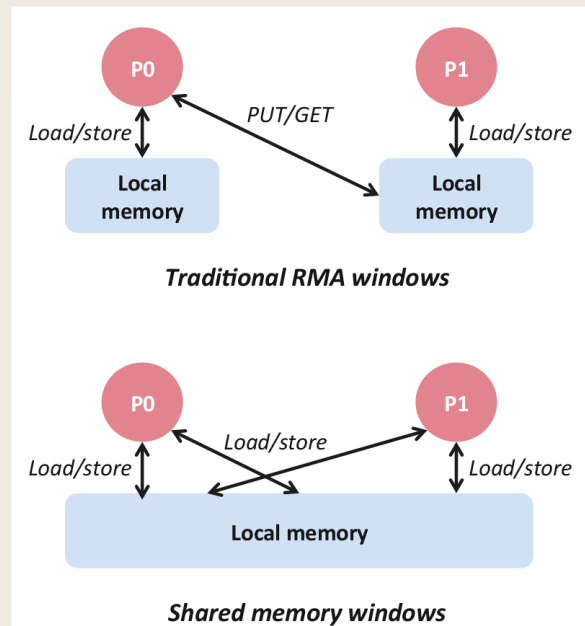 P0
P1
PUT/GET
Load/store
Load/store
Local
memory
Local
memory
Traditional RMA windows
P0
P1
Load/store
Load/store
Load/store
Local memory
Shared memory windows